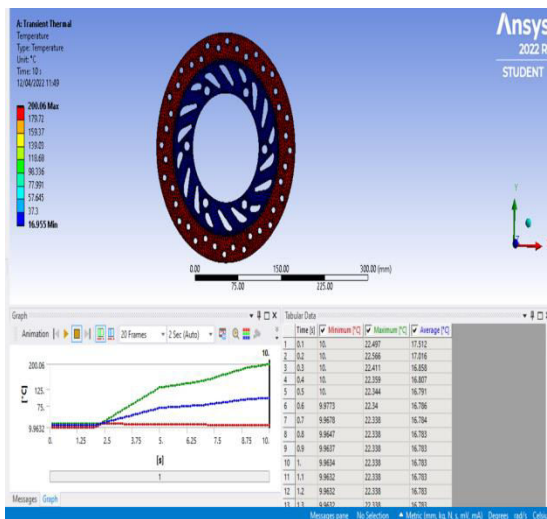 A: Transient Thermal
Temperature
Type: Temperature
Unit: °C
Time: 10 s
12/04/2022 11:49
200.06 Max
179.72
159.37
139.03
118.68
98.336
77.991
57.645
37.3
16.955 Min
Ansys
2022 R
STUDENT
Y
X
0.00 150.00 300.00 (mm)
75.00 225.00
Graph
Animation 20 Frames 2 Sec (Auto)
10.
200.06
125.
75.
9.9632
[°C]
0. 1.25 2.5 3.75 5. 6.25 7.5 8.75 10.
[s]
1
Messages Graph
Tabular Data
Time [s] Minimum [°C] Maximum [°C] Average [°C]
1 0.1 10. 22.497 17.512
2 0.2 10. 22.566 17.016
3 0.3 10. 22.411 16.858
4 0.4 10. 22.359 16.807
5 0.5 10. 22.344 16.791
6 0.6 9.9773 22.34 16.786
7 0.7 9.9678 22.338 16.784
8 0.8 9.9647 22.338 16.783
9 0.9 9.9637 22.338 16.783
10 1. 9.9634 22.338 16.783
11 1.1 9.9632 22.338 16.783
12 1.2 9.9632 22.338 16.783
13 1.3 9.9632 22.338 16.783
Messages pane No Selection Metric (mm, kg, N, s, mV, mA) Degrees rad/s Celsiu